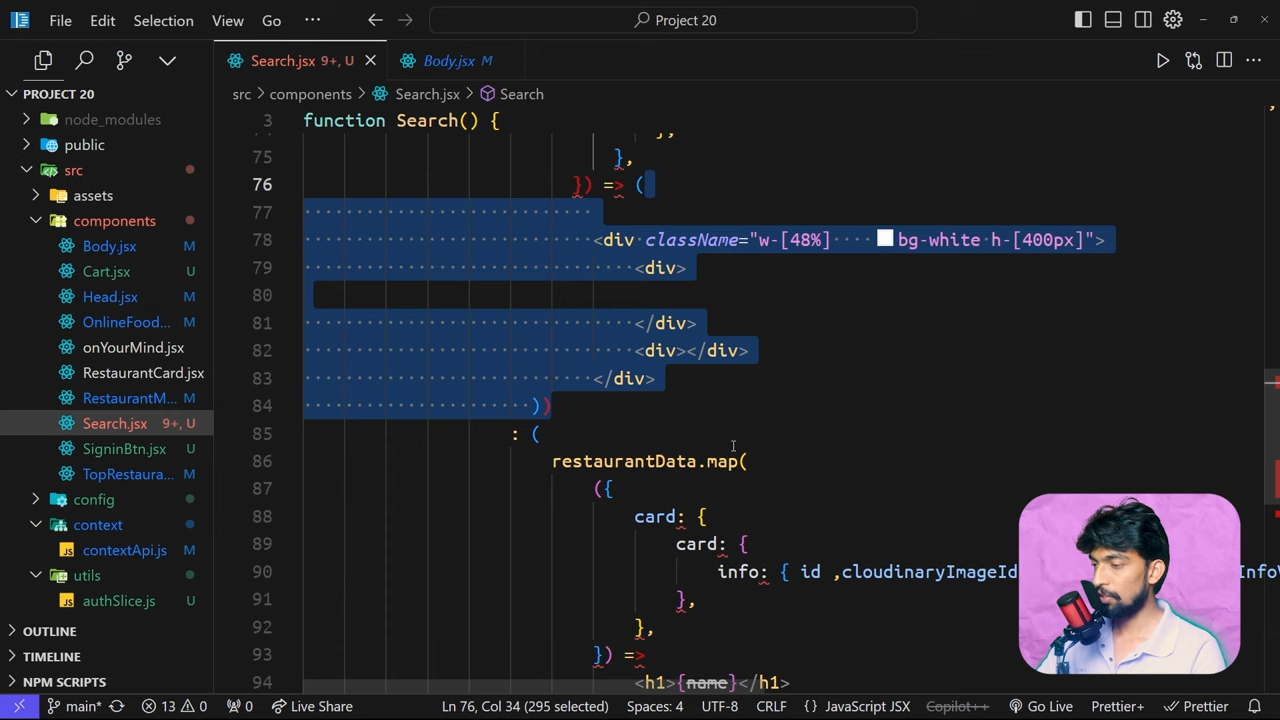 File Edit Selection View Go ··· Project 20
Search.jsx 9+, U Body.jsx M
src > components > Search.jsx > Search
PROJECT 20
node_modules
public
src
assets
components
Body.jsx M
Cart.jsx M
Head.jsx M
OnlineFood... M
onYourMind.jsx
RestaurantCard.jsx
RestaurantM... M
Search.jsx 9+, U
SigninBtn.jsx U
TopRestaura... M
config
context
contextApi.js M
utils
authSlice.js U
OUTLINE
TIMELINE
NPM SCRIPTS
3 function Search() {
75 },
76 }) => (
77
78 <div className="w-[48%] bg-white h-[400px]">
79 <div>
80
81 </div>
82 <div></div>
83 </div>
84 ))
85 : (
86 restaurantData.map(
87 ({
88 card: {
89 card: {
90 info: { id ,cloudinaryImageId
91 },
92 },
93 }) =>
94 <h1>{name}</h1>
main* 13 0 0 Live Share Ln 76, Col 34 (295 selected) Spaces: 4 UTF-8 CRLF {} JavaScript JSX Copilot++ Go Live Prettier+ Prettier